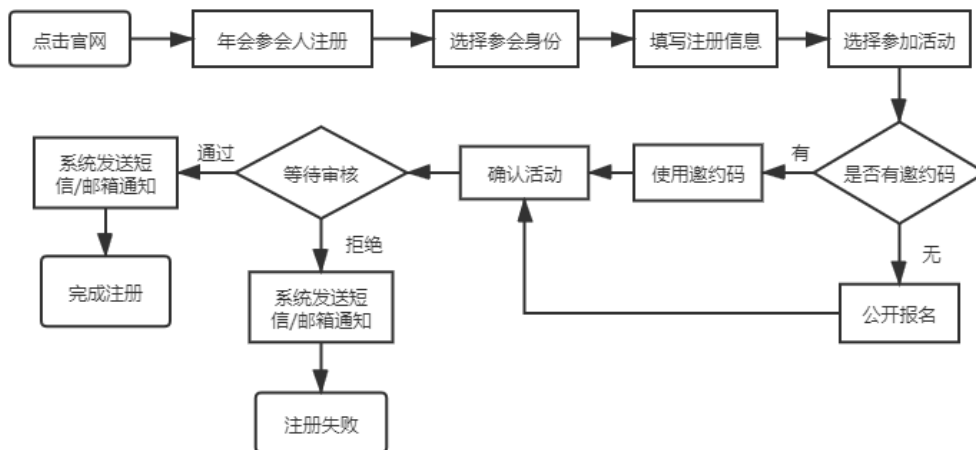 点击官网
年会参会人注册
选择参会身份
填写注册信息
选择参加活动
是否有邀约码
有
使用邀约码
无
公开报名
确认活动
等待审核
通过
系统发送短
信/邮箱通知
完成注册
拒绝
系统发送短
信/邮箱通知
注册失败